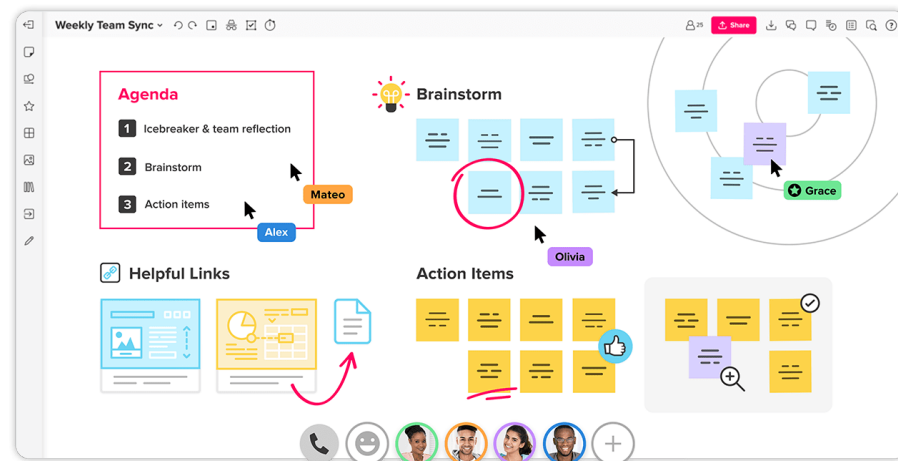 Weekly Team Sync
25
Share
Agenda
1 Icebreaker & team reflection
2 Brainstorm
3 Action items
Mateo
Alex
Brainstorm
Olivia
Grace
Helpful Links
Action Items